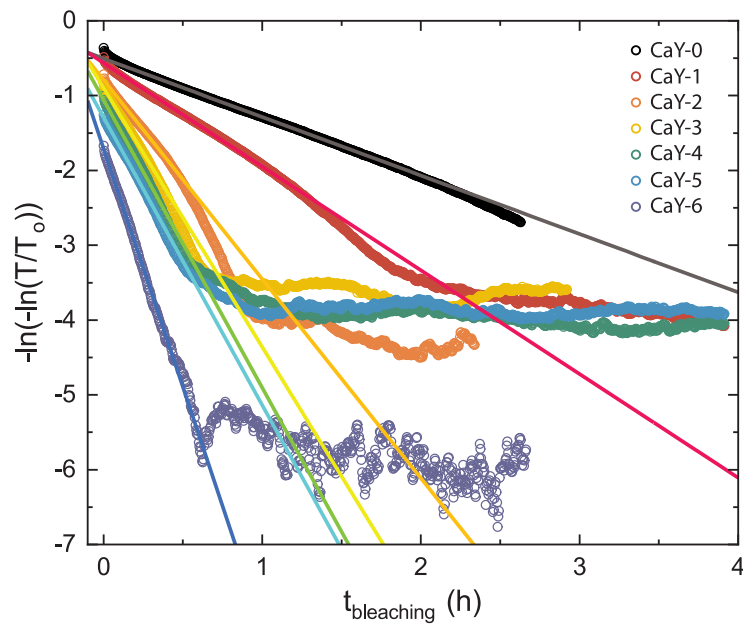 0
-1
-2
-3
-4
-5
-6
-7
-ln(-ln(T/To))
CaY-0
CaY-1
CaY-2
CaY-3
CaY-4
CaY-5
CaY-6
0 1 2 3 4
tbleaching (h)